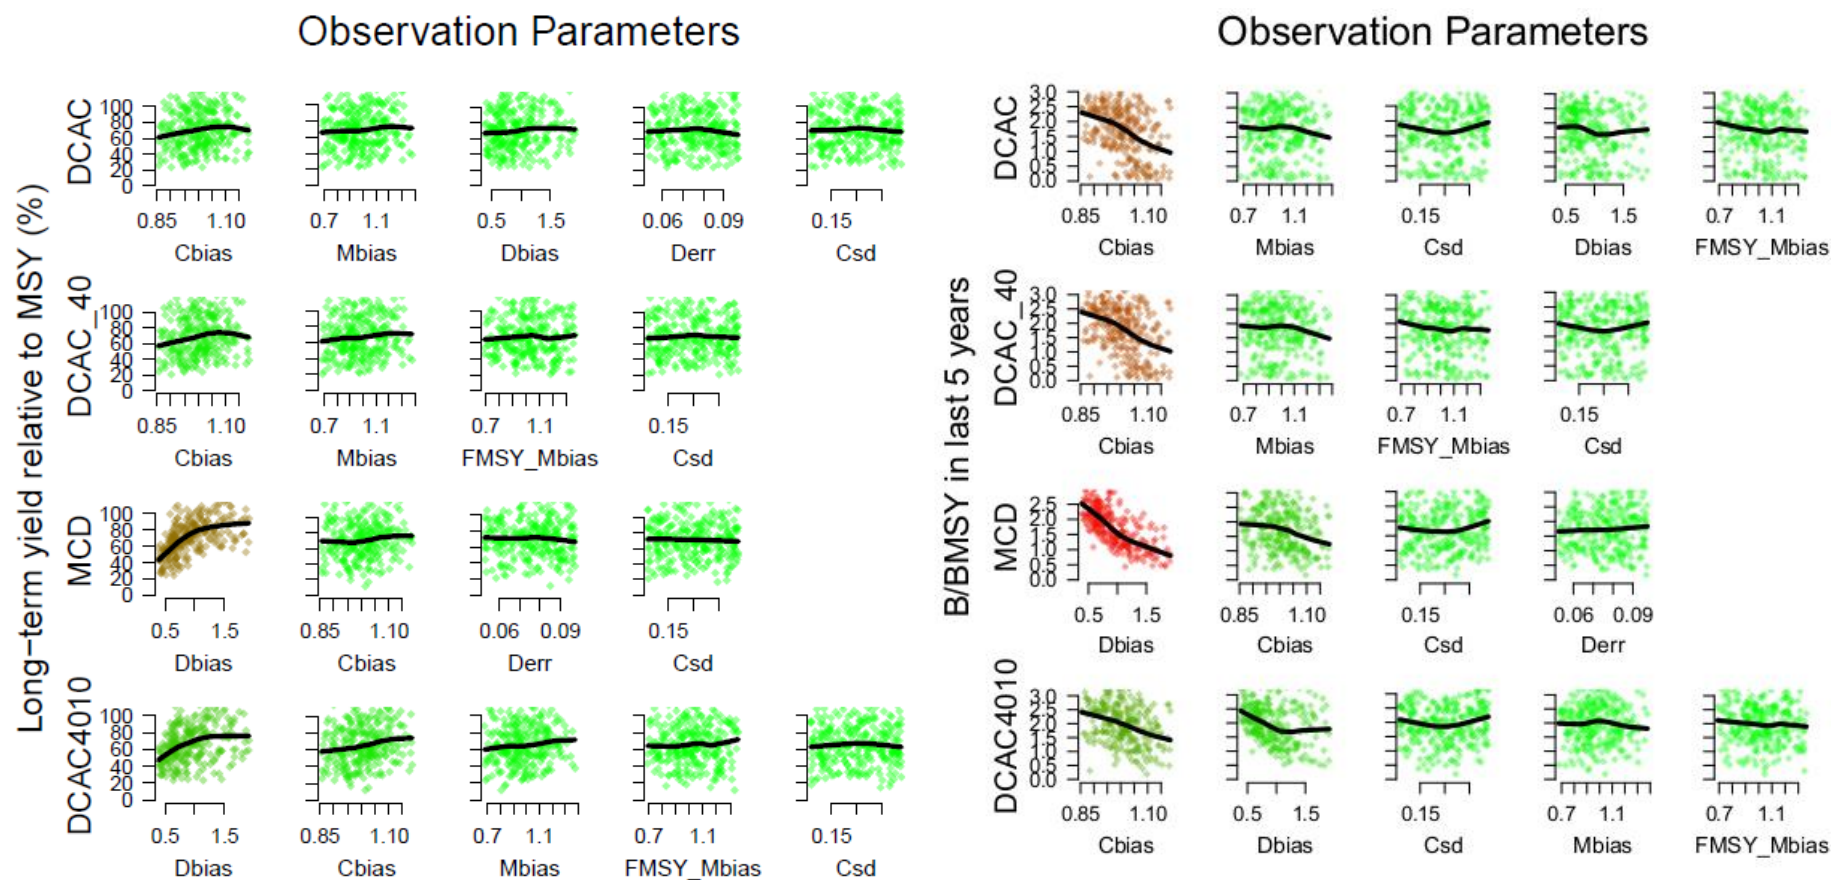 Observation Parameters
Long-term yield relative to MSY (%)
DCAC
100
80
60
40
20
0
0.85 1.10
Cbias
0.7 1.1
Mbias
0.5 1.5
Dbias
0.06 0.09
Derr
0.15
Csd
DCAC_40
100
80
60
40
20
0
0.85 1.10
Cbias
0.7 1.1
Mbias
0.7 1.1
FMSY_Mbias
0.15
Csd
MCD
100
80
60
40
20
0
0.5 1.5
Dbias
0.85 1.10
Cbias
0.06 0.09
Derr
0.15
Csd
DCAC4010
100
80
60
40
20
0
0.5 1.5
Dbias
0.85 1.10
Cbias
0.7 1.1
Mbias
0.7 1.1
FMSY_Mbias
0.15
Csd
Observation Parameters
B/BMSY in last 5 years
DCAC
3.0
2.5
2.0
1.5
1.0
0.5
0.0
0.85 1.10
Cbias
0.7 1.1
Mbias
0.15
Csd
0.5 1.5
Dbias
0.7 1.1
FMSY_Mbias
DCAC_40
3.0
2.5
2.0
1.5
1.0
0.5
0.0
0.85 1.10
Cbias
0.7 1.1
Mbias
0.7 1.1
FMSY_Mbias
0.15
Csd
MCD
2.5
2.0
1.5
1.0
0.5
0.0
0.5 1.5
Dbias
0.85 1.10
Cbias
0.15
Csd
0.06 0.09
Derr
DCAC4010
3.0
2.5
2.0
1.5
1.0
0.5
0.0
0.85 1.10
Cbias
0.5 1.5
Dbias
0.15
Csd
0.7 1.1
Mbias
0.7 1.1
FMSY_Mbias